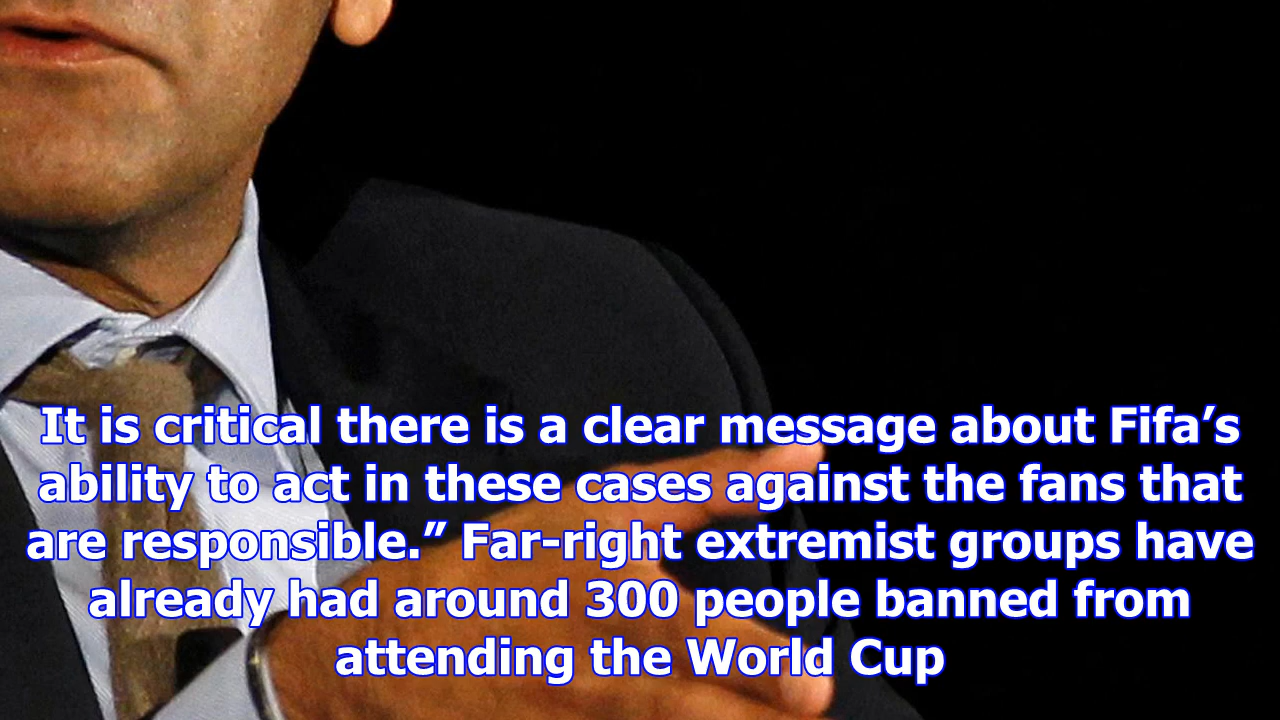 It is critical there is a clear message about Fifa’s
ability to act in these cases against the fans that
are responsible.” Far-right extremist groups have
already had around 300 people banned from
attending the World Cup